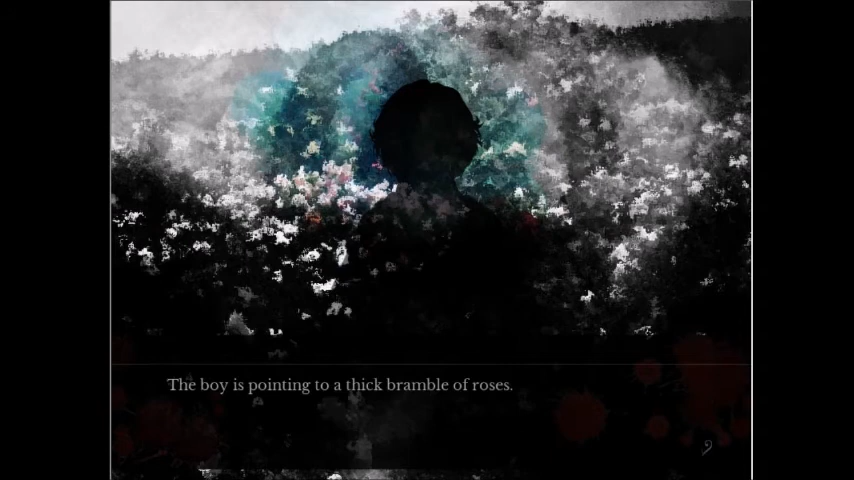 The boy is pointing to a thick bramble of roses.